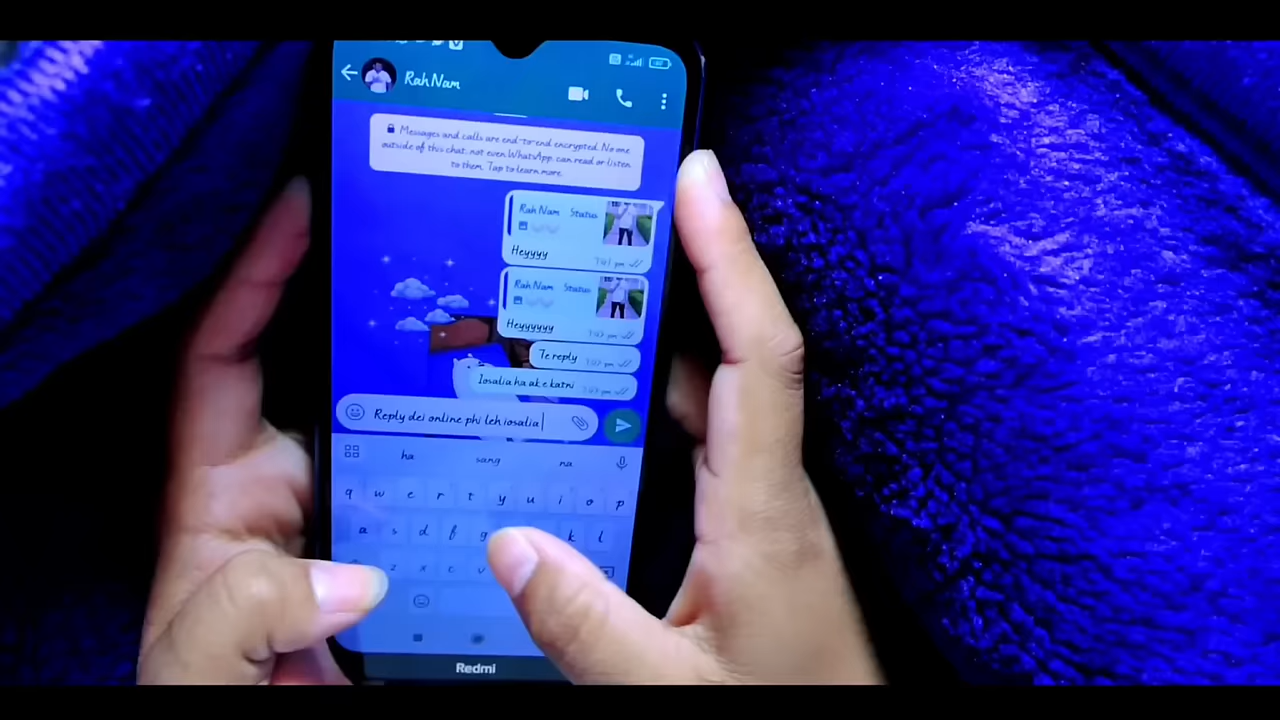 Rah Nam
Messages and calls are end-to-end encrypted. No one
outside of this chat, not even WhatsApp, can read or listen
to them. Tap to learn more.
Rah Nam Status
Heyyyy
Rah Nam Status
Heyyyyyy
Te reply
Iosalia ha ak e katni
Reply dei online phi leh iosalia
ha sang na
q w e r t y u i o p
a s d f g k l
z x c v
Redmi